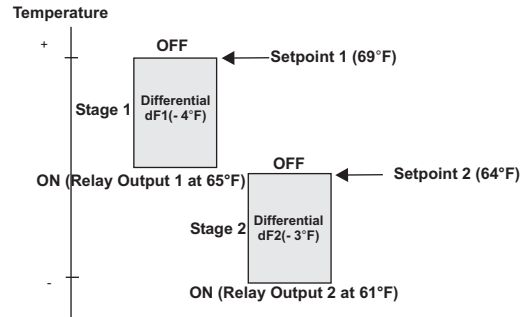 Temperature
+
OFF
Setpoint 1 (69°F)
Stage 1
Differential
dF1(- 4°F)
ON (Relay Output 1 at 65°F)
OFF
Setpoint 2 (64°F)
Stage 2
Differential
dF2(- 3°F)
-
ON (Relay Output 2 at 61°F)